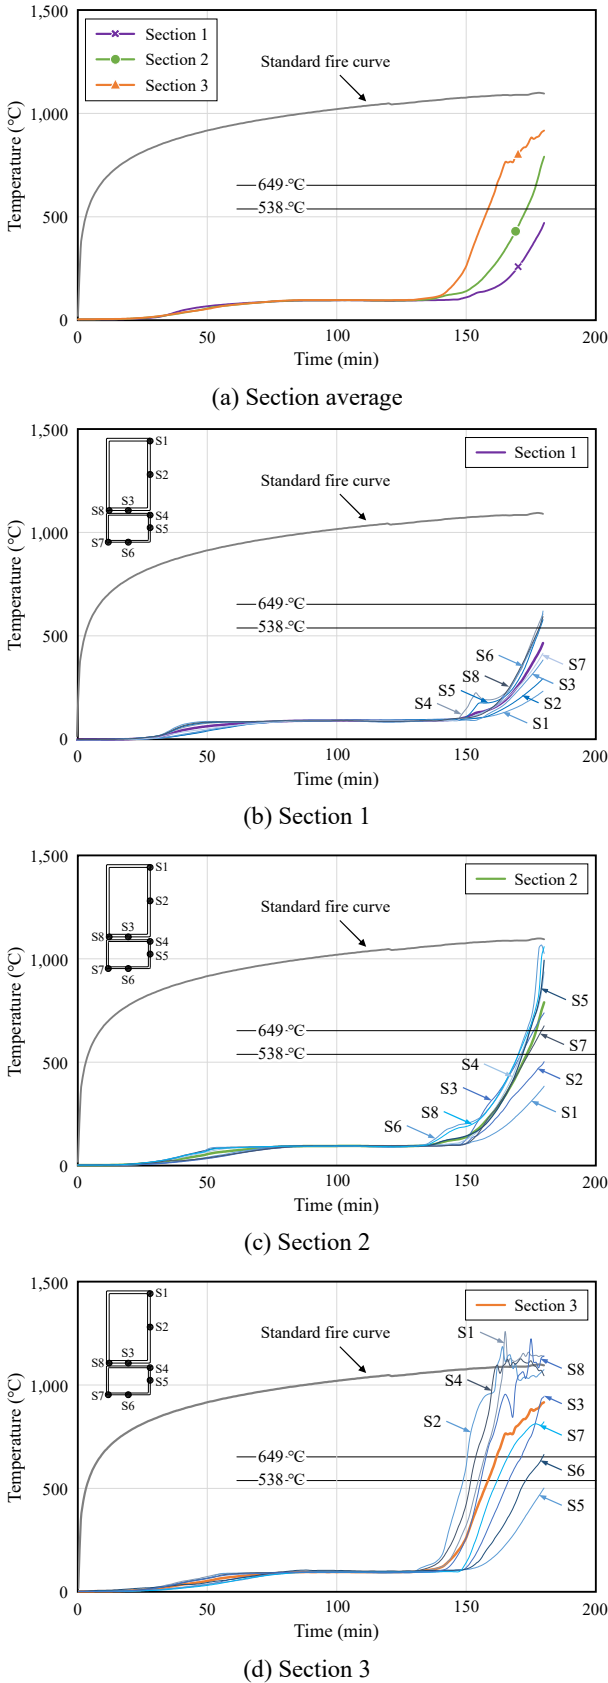 1,500
1,000
500
0
Temperature (°C)
Section 1
Section 2
Section 3
Standard fire curve
649 °C
538 °C
0
50
100
150
200
Time (min)
(a) Section average
1,500
1,000
500
0
Temperature (°C)
S1
S2
S3
S8
S4
S5
S7
S6
Section 1
Standard fire curve
649 °C
538 °C
S6
S7
S8
S3
S5
S2
S4
S1
0
50
100
150
200
Time (min)
(b) Section 1
1,500
1,000
500
0
Temperature (°C)
S1
S2
S3
S8
S4
S5
S7
S6
Section 2
Standard fire curve
S5
649 °C
S7
538 °C
S4
S2
S3
S8
S1
S6
0
50
100
150
200
Time (min)
(c) Section 2
1,500
1,000
500
0
Temperature (°C)
S1
S2
S3
S8
S4
S5
S7
S6
Section 3
Standard fire curve
S1
S8
S4
S3
S2
S7
649 °C
S6
538 °C
S5
0
50
100
150
200
Time (min)
(d) Section 3